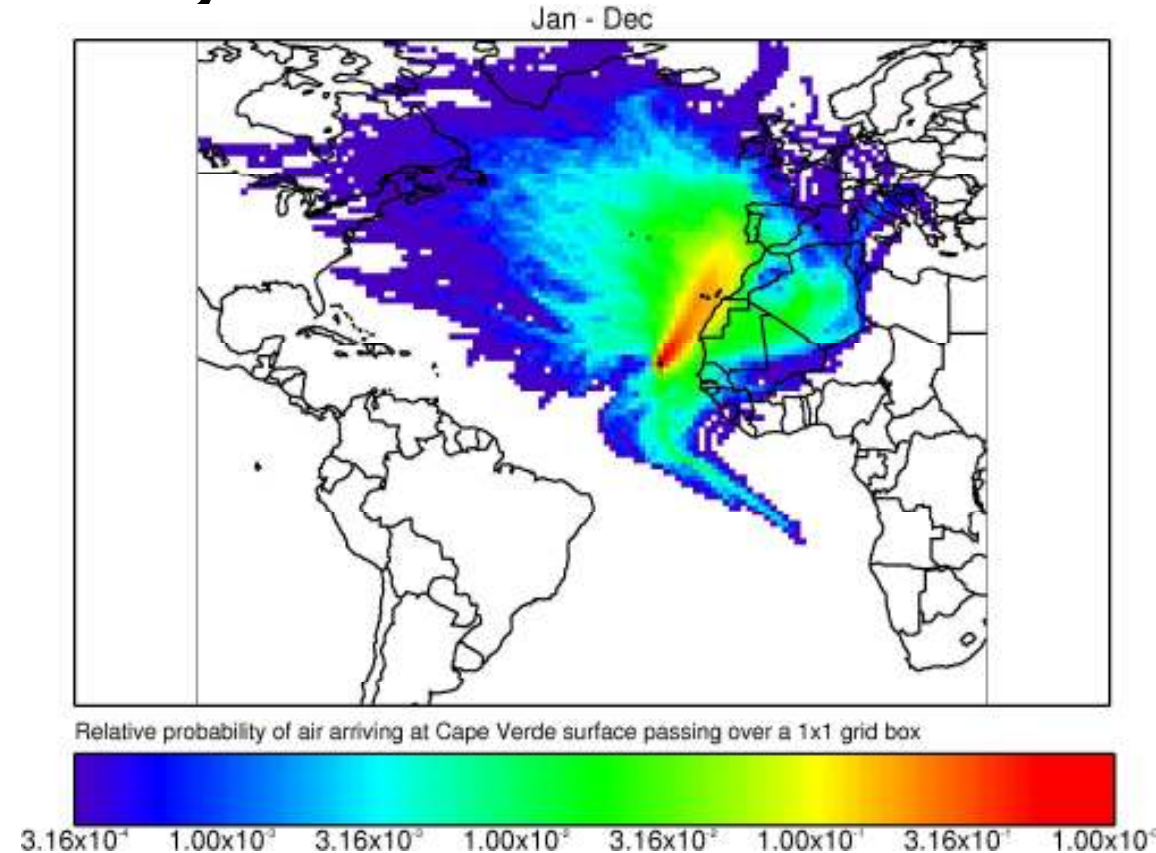 Jan - Dec
Relative probability of air arriving at Cape Verde surface passing over a 1x1 grid box
3.16x10⁻⁴ 1.00x10⁻³ 3.16x10⁻³ 1.00x10⁻² 3.16x10⁻² 1.00x10⁻¹ 3.16x10⁻¹ 1.00x10⁰